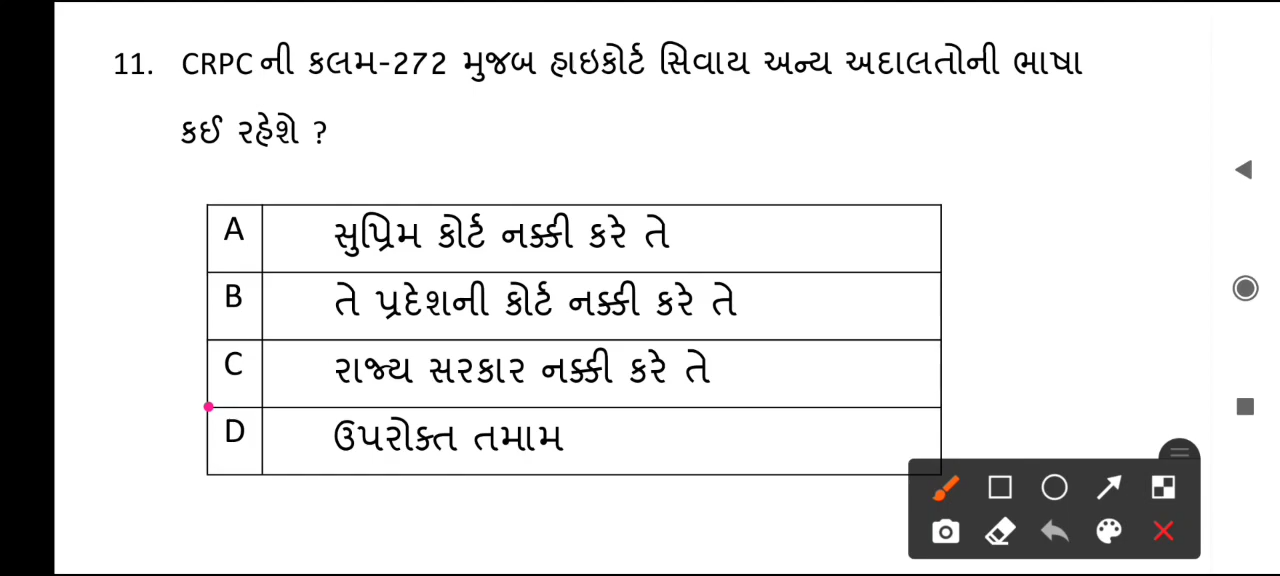 11. CRPC ની કલમ-272 મુજબ હાઇકોર્ટ સિવાય અન્ય અદાલતોની ભાષા
કઈ રહેશે ?
A સુપ્રિમ કોર્ટ નક્કી કરે તે
B તે પ્રદેશની કોર્ટ નક્કી કરે તે
C રાજ્ય સરકાર નક્કી કરે તે
D ઉપરોક્ત તમામ